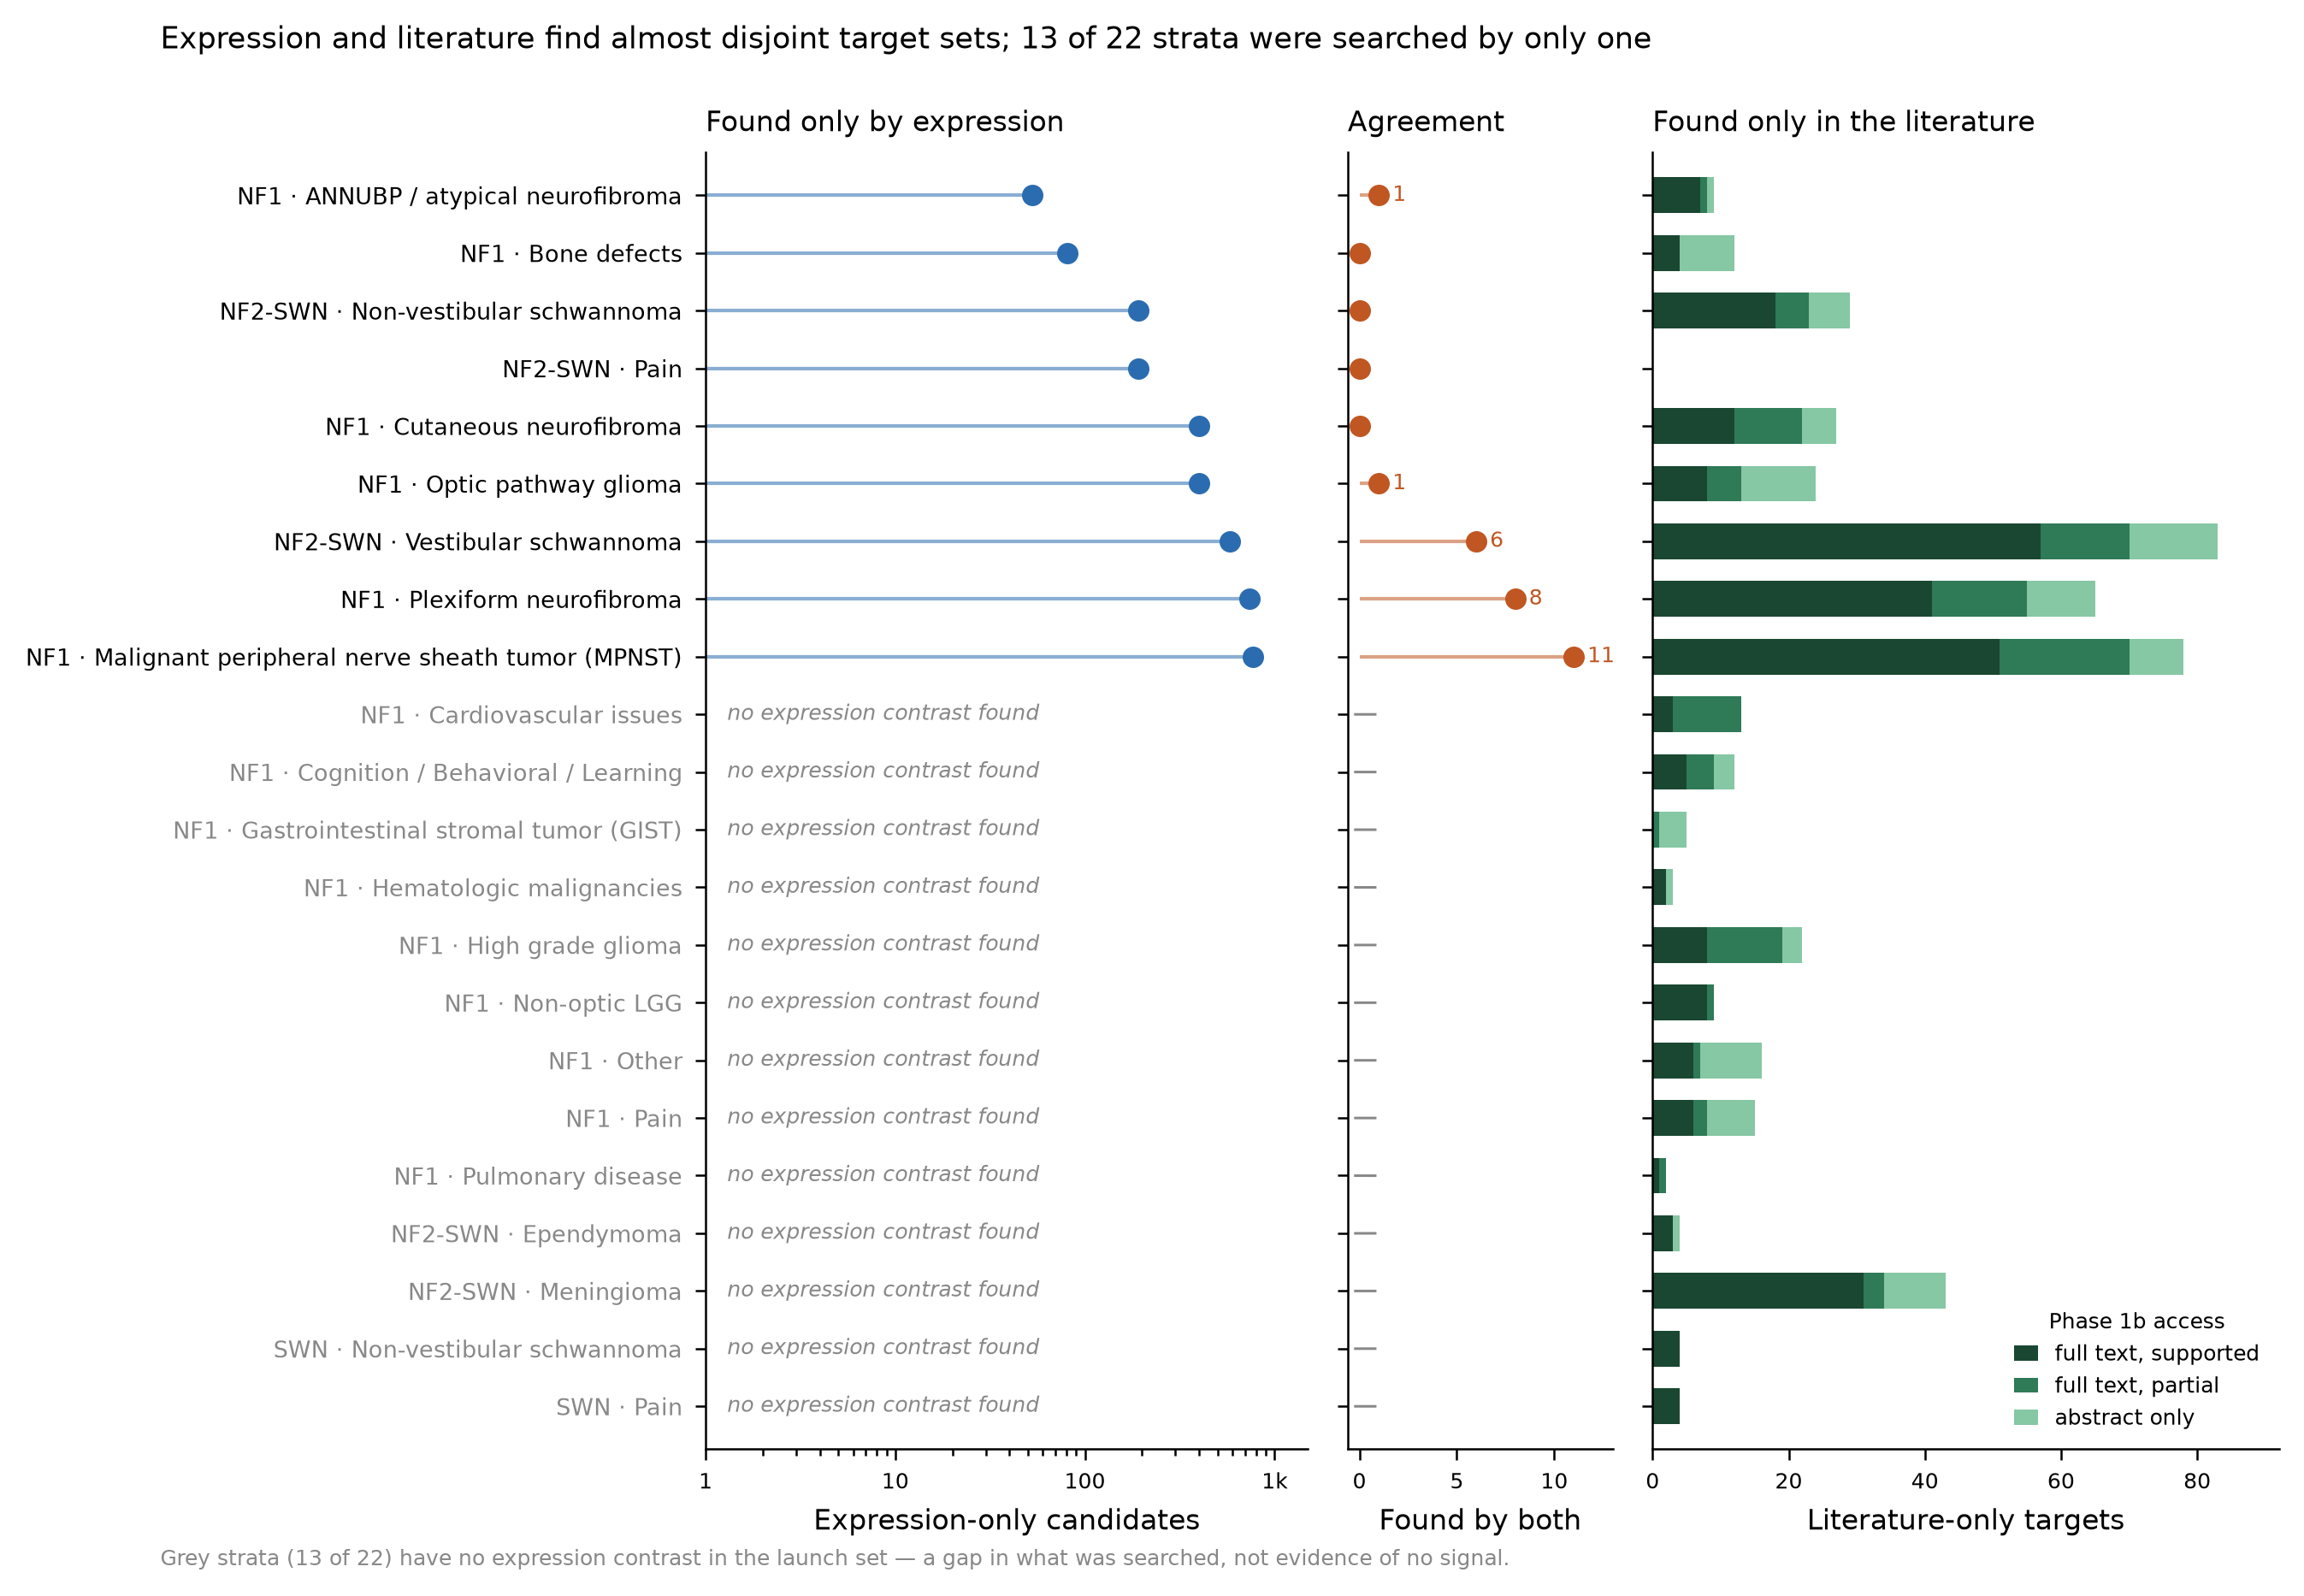 Expression and literature find almost disjoint target sets; 13 of 22 strata were searched by only one
Found only by expression
Agreement
Found only in the literature
NF1 · ANNUBP / atypical neurofibroma
1
NF1 · Bone defects
NF2-SWN · Non-vestibular schwannoma
NF2-SWN · Pain
NF1 · Cutaneous neurofibroma
NF1 · Optic pathway glioma
1
NF2-SWN · Vestibular schwannoma
6
NF1 · Plexiform neurofibroma
8
NF1 · Malignant peripheral nerve sheath tumor (MPNST)
11
NF1 · Cardiovascular issues
no expression contrast found
NF1 · Cognition / Behavioral / Learning
no expression contrast found
NF1 · Gastrointestinal stromal tumor (GIST)
no expression contrast found
NF1 · Hematologic malignancies
no expression contrast found
NF1 · High grade glioma
no expression contrast found
NF1 · Non-optic LGG
no expression contrast found
NF1 · Other
no expression contrast found
NF1 · Pain
no expression contrast found
NF1 · Pulmonary disease
no expression contrast found
NF2-SWN · Ependymoma
no expression contrast found
NF2-SWN · Meningioma
no expression contrast found
SWN · Non-vestibular schwannoma
no expression contrast found
SWN · Pain
no expression contrast found
Phase 1b access
full text, supported
full text, partial
abstract only
1 10 100 1k
0 5 10
0 20 40 60 80
Expression-only candidates
Found by both
Literature-only targets
Grey strata (13 of 22) have no expression contrast in the launch set — a gap in what was searched, not evidence of no signal.